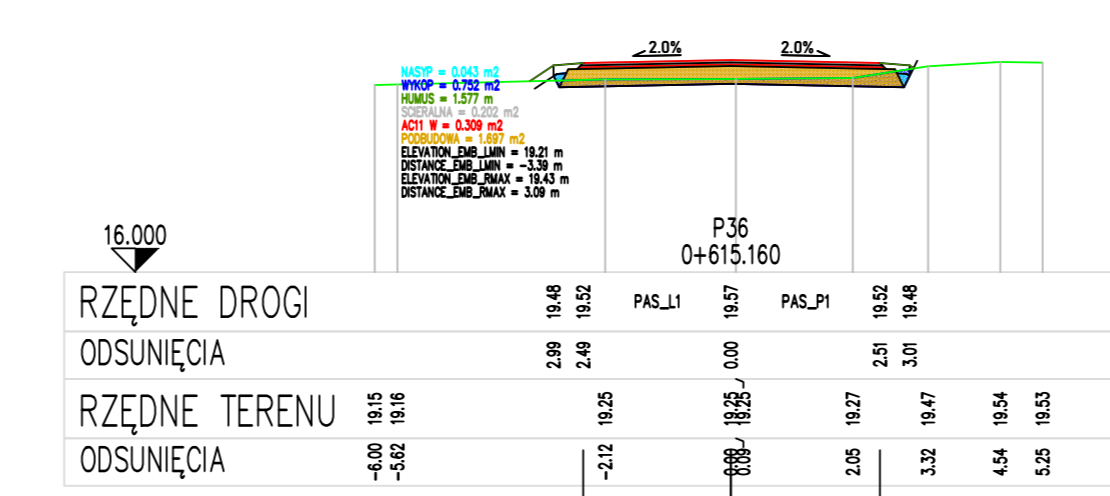 2.0% 2.0%
NASYP = 0.043 m2
WYKOP = 0.752 m2
HUMUS = 1.577 m
SCIERALNA = 0.202 m2
AC11 W = 0.309 m2
PODBUDOWA = 1.697 m2
ELEVATION_EMB_LMIN = 19.21 m
DISTANCE_EMB_LMIN = -3.39 m
ELEVATION_EMB_RMAX = 19.43 m
DISTANCE_EMB_RMAX = 3.09 m
P36
0+615.160
16.000
RZĘDNE DROGI 19.48 19.52 PAS_L1 19.57 PAS_P1 19.52 19.48
ODSUNIĘCIA 2.99 2.49 0.00 2.51 3.01
RZĘDNE TERENU 19.15 19.16 19.25 19.25 19.25 19.27 19.47 19.54 19.53
ODSUNIĘCIA -6.00 -5.62 -2.12 0.00 0.09 2.05 3.32 4.54 5.25